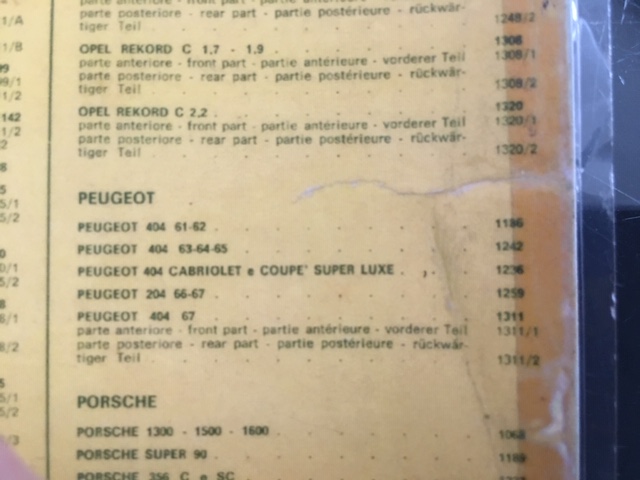 parte posteriore - rear part - partie postérieure - rückwär-
1/A tiger Teil 1248/2
1/B OPEL REKORD C 1,7 - 1,9 1308
parte anteriore - front part - partie antérieure - vorderer Teil 1308/1
parte posteriore - rear part - partie postérieure - rückwär-
tiger Teil 1308/2
142 OPEL REKORD C 2,2 1320
parte anteriore - front part - partie antérieure - vorderer Teil 1320/1
parte posteriore - rear part - partie postérieure - rückwär-
tiger Teil 1320/2
PEUGEOT
PEUGEOT 404 61-62 1186
PEUGEOT 404 63-64-65 1242
PEUGEOT 404 CABRIOLET e COUPE' SUPER LUXE 1236
PEUGEOT 204 66-67 1259
PEUGEOT 404 67 1311
parte anteriore - front part - partie antérieure - vorderer Teil 1311/1
parte posteriore - rear part - partie postérieure - rückwär-
tiger Teil 1311/2
PORSCHE
PORSCHE 1300 - 1500 - 1600 1068
PORSCHE SUPER 90 1189
PORSCHE 356 C e SC